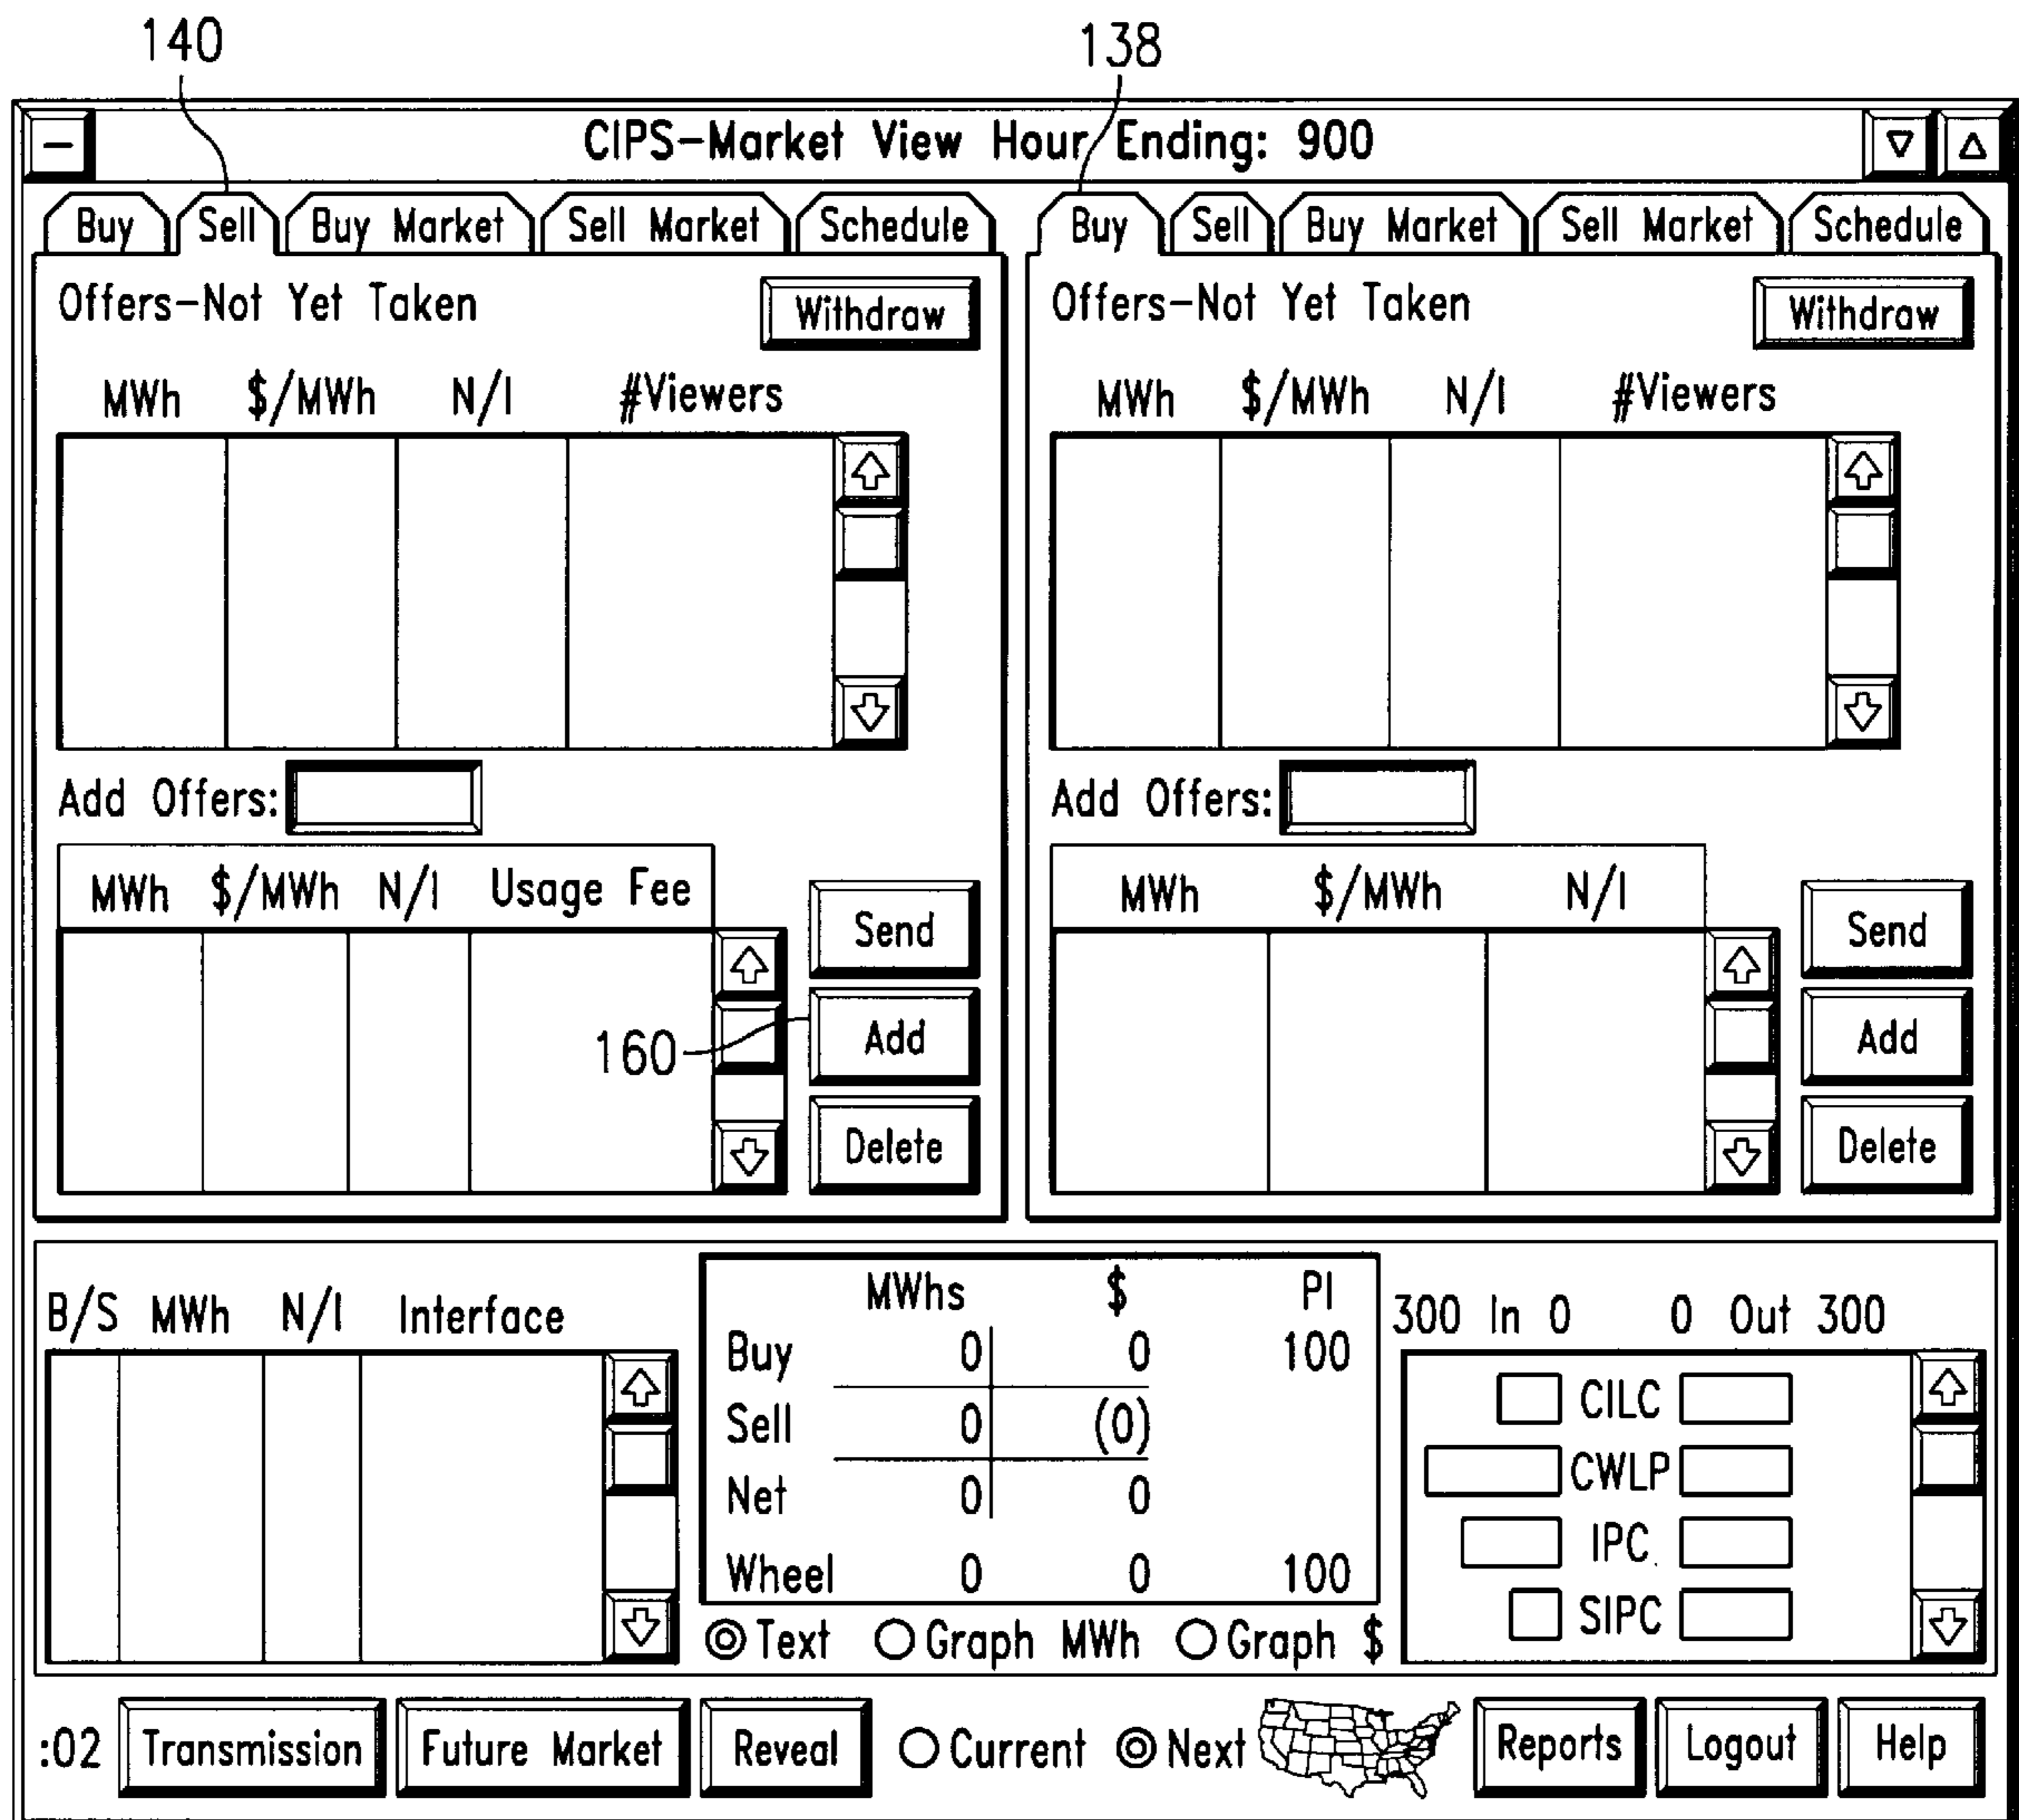 140 138
CIPS-Market View Hour Ending: 900
Buy Sell Buy Market Sell Market Schedule
Offers-Not Yet Taken Withdraw
MWh $/MWh N/I #Viewers
Add Offers:
MWh $/MWh N/I Usage Fee
Send
160 Add
Delete
Buy Sell Buy Market Sell Market Schedule
Offers-Not Yet Taken Withdraw
MWh $/MWh N/I #Viewers
Add Offers:
MWh $/MWh N/I
Send
Add
Delete
B/S MWh N/I Interface
MWhs $ PI
Buy 0 0 100
Sell 0 (0)
Net 0 0
Wheel 0 0 100
Text Graph MWh Graph $
300 In 0 0 Out 300
CILC
CWLP
IPC
SIPC
:02 Transmission Future Market Reveal Current Next Reports Logout Help